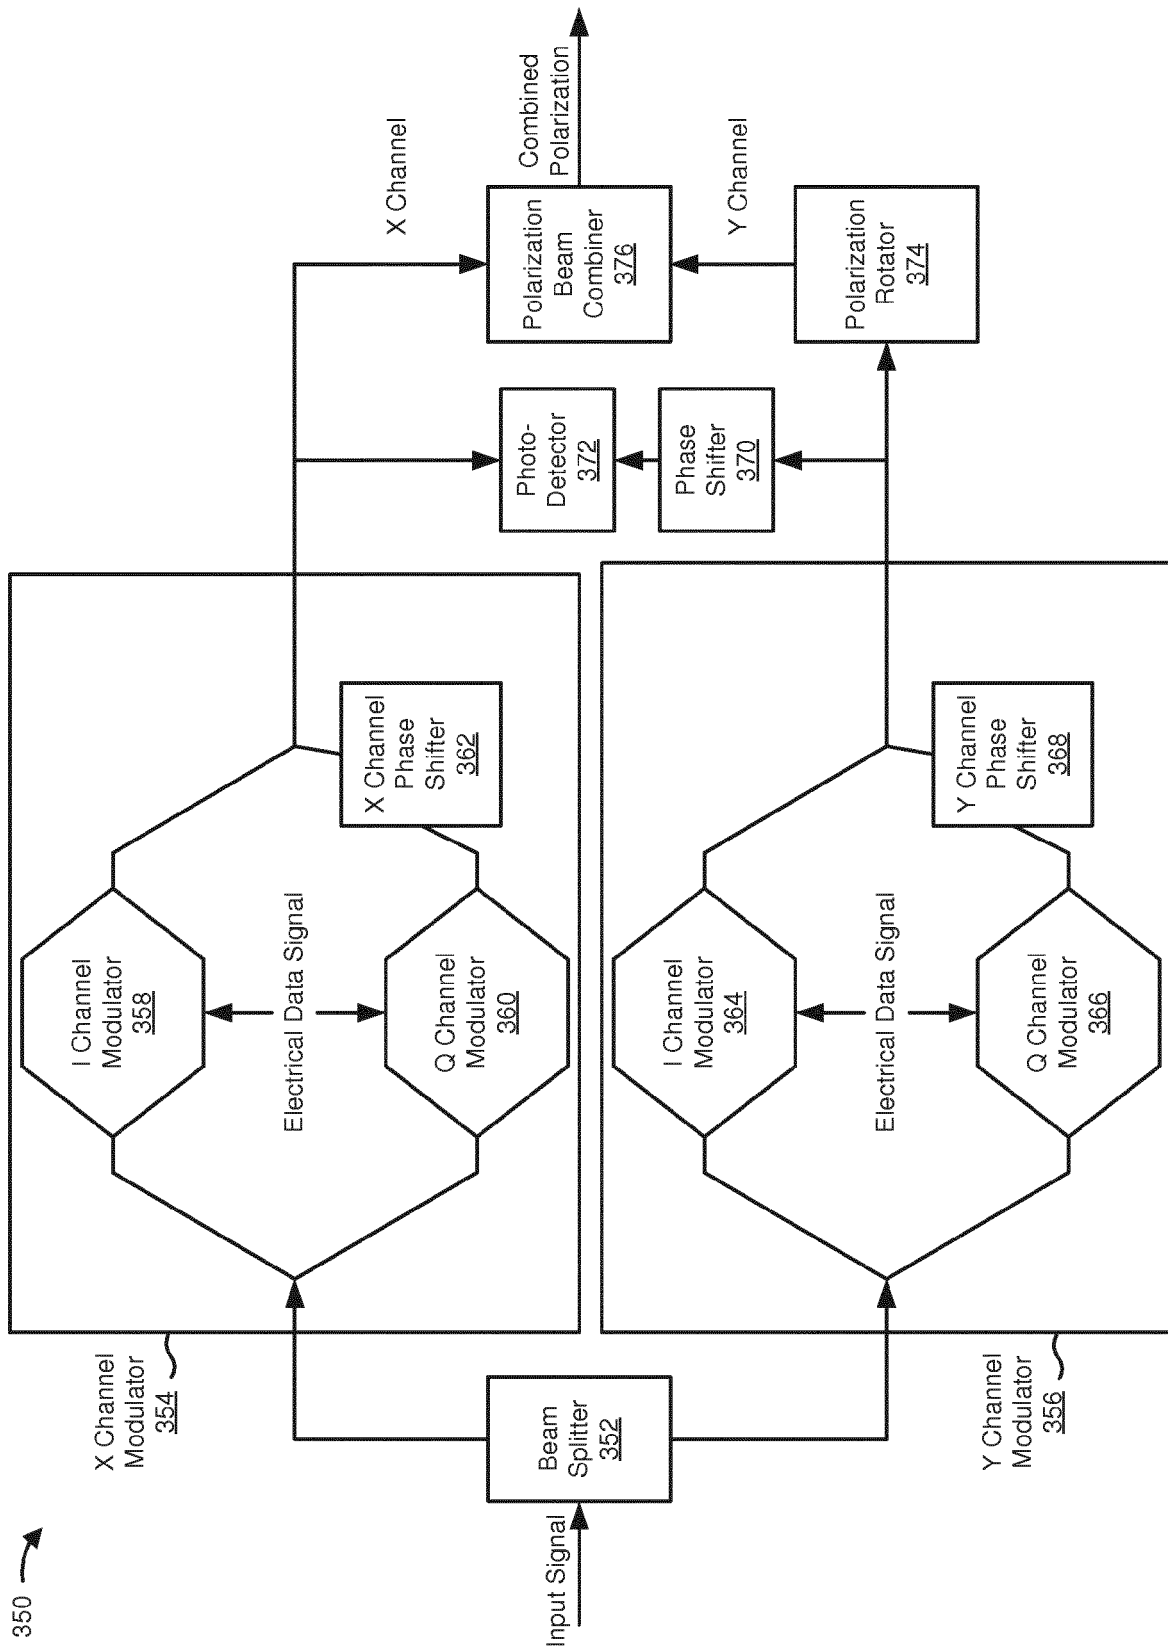 350
Input Signal
Beam
Splitter
352
X Channel
Modulator
354
I Channel
Modulator
358
Electrical Data Signal
Q Channel
Modulator
360
X Channel
Phase
Shifter
362
Y Channel
Modulator
356
I Channel
Modulator
364
Electrical Data Signal
Q Channel
Modulator
366
Y Channel
Phase
Shifter
368
Photo-
Detector
372
Phase
Shifter
370
X Channel
Polarization
Beam
Combiner
376
Combined
Polarization
Y Channel
Polarization
Rotator
374